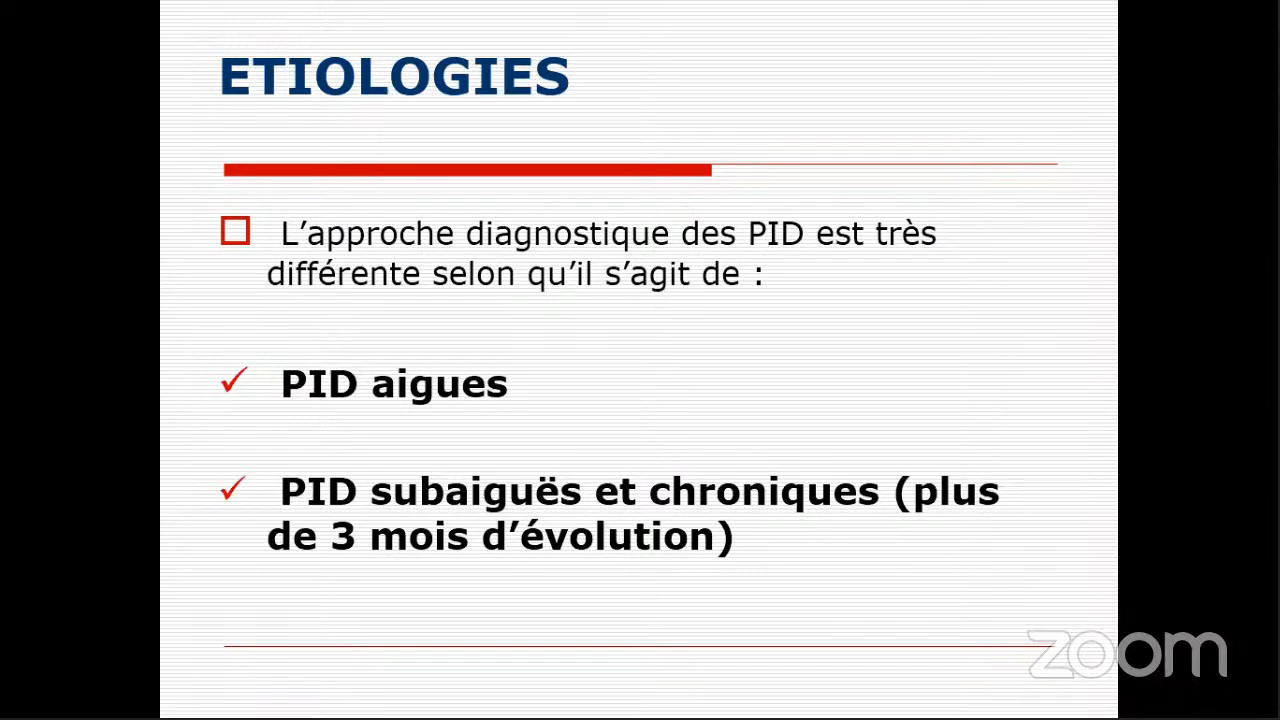 ETIOLOGIES
L’approche diagnostique des PID est très
différente selon qu’il s’agit de :
PID aigues
PID subaiguës et chroniques (plus
de 3 mois d’évolution)
zoom